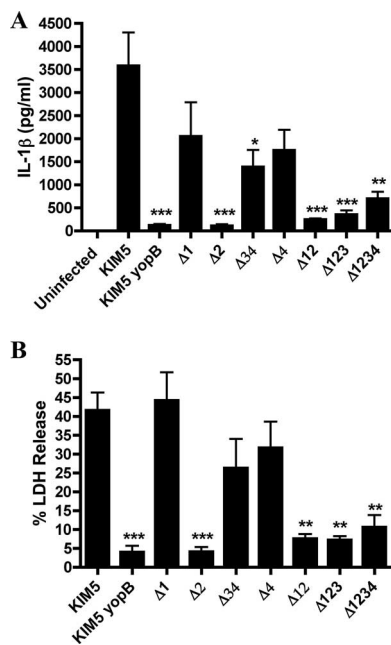 A
IL-1β (pg/ml)
4500
4000
3500
3000
2500
2000
1500
1000
500
0
***
***
*
***
***
**
Uninfected
KIM5
KIM5 yopB
Δ1
Δ2
Δ34
Δ4
Δ12
Δ123
Δ1234
B
% LDH Release
55
50
45
40
35
30
25
20
15
10
5
0
***
***
**
**
**
KIM5
KIM5 yopB
Δ1
Δ2
Δ34
Δ4
Δ12
Δ123
Δ1234